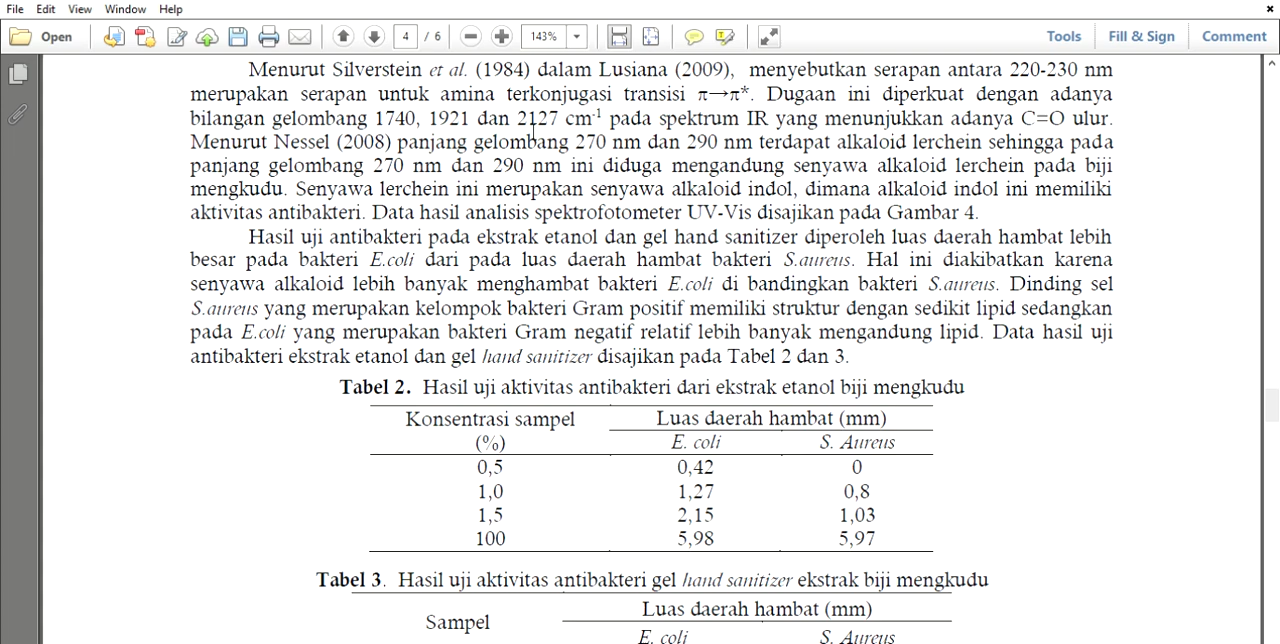 File Edit View Window Help
Open 4 / 6 143% Tools Fill & Sign Comment
Menurut Silverstein et al. (1984) dalam Lusiana (2009), menyebutkan serapan antara 220-230 nm
merupakan serapan untuk amina terkonjugasi transisi π→π*. Dugaan ini diperkuat dengan adanya
bilangan gelombang 1740, 1921 dan 2127 cm⁻¹ pada spektrum IR yang menunjukkan adanya C=O ulur.
Menurut Nessel (2008) panjang gelombang 270 nm dan 290 nm terdapat alkaloid lerchein sehingga pada
panjang gelombang 270 nm dan 290 nm ini diduga mengandung senyawa alkaloid lerchein pada biji
mengkudu. Senyawa lerchein ini merupakan senyawa alkaloid indol, dimana alkaloid indol ini memiliki
aktivitas antibakteri. Data hasil analisis spektrofotometer UV-Vis disajikan pada Gambar 4.
Hasil uji antibakteri pada ekstrak etanol dan gel hand sanitizer diperoleh luas daerah hambat lebih
besar pada bakteri E.coli dari pada luas daerah hambat bakteri S.aureus. Hal ini diakibatkan karena
senyawa alkaloid lebih banyak menghambat bakteri E.coli di bandingkan bakteri S.aureus. Dinding sel
S.aureus yang merupakan kelompok bakteri Gram positif memiliki struktur dengan sedikit lipid sedangkan
pada E.coli yang merupakan bakteri Gram negatif relatif lebih banyak mengandung lipid. Data hasil uji
antibakteri ekstrak etanol dan gel hand sanitizer disajikan pada Tabel 2 dan 3.
Tabel 2. Hasil uji aktivitas antibakteri dari ekstrak etanol biji mengkudu
Konsentrasi sampel Luas daerah hambat (mm)
(%) E. coli S. Aureus
0,5 0,42 0
1,0 1,27 0,8
1,5 2,15 1,03
100 5,98 5,97
Tabel 3. Hasil uji aktivitas antibakteri gel hand sanitizer ekstrak biji mengkudu
Sampel Luas daerah hambat (mm)
E. coli S. Aureus